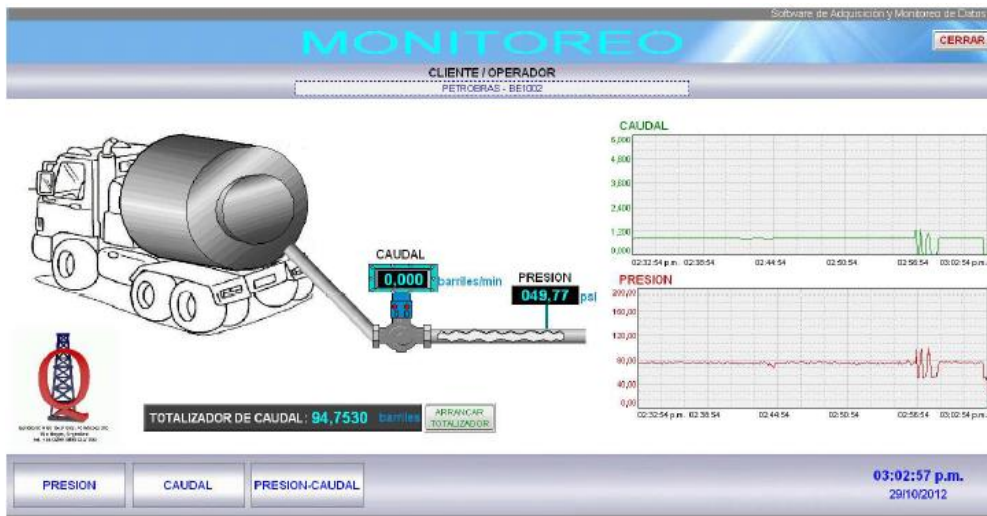 Software de Adquisición y Monitoreo de Datos
MONITOREO
CERRAR
CLIENTE / OPERADOR
PETROBRAS - BE1002
CAUDAL
6,000
4,800
3,600
2,400
1,200
0,000
02:32:54 p.m. 02:38:54 02:44:54 02:50:54 02:56:54 03:02:54 p.m.
CAUDAL
0,000 barriles/min
PRESION
049,77 psi
PRESION
200,00
160,00
120,00
80,00
40,00
0,00
02:32:54 p.m. 02:38:54 02:44:54 02:50:54 02:56:54 03:02:54 p.m.
Q
TOTALIZADOR DE CAUDAL: 94,7530 barriles
ARRANCAR
TOTALIZADOR
PRESION CAUDAL PRESION-CAUDAL
03:02:57 p.m.
29/10/2012